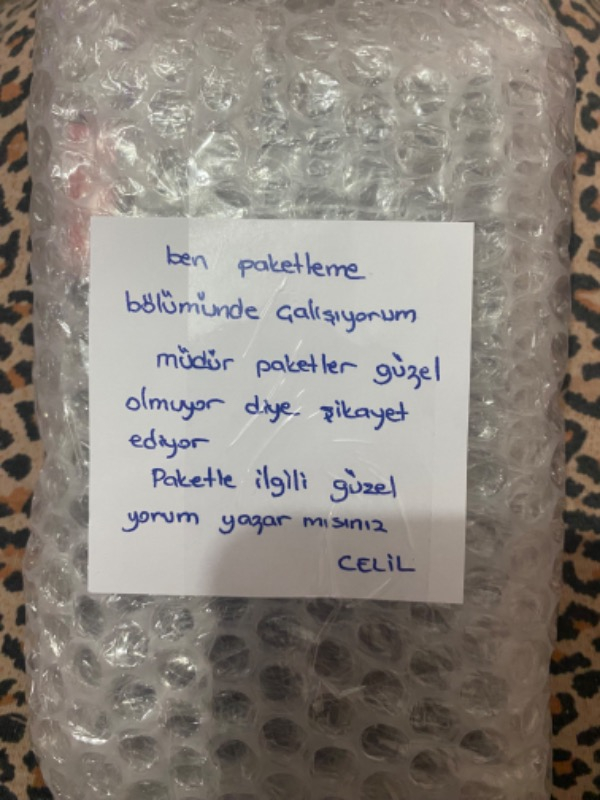 ben paketleme
bölümünde çalışıyorum
müdür paketler güzel
olmuyor diye şikayet
ediyor
Paketle ilgili güzel
yorum yazar mısınız
CELİL